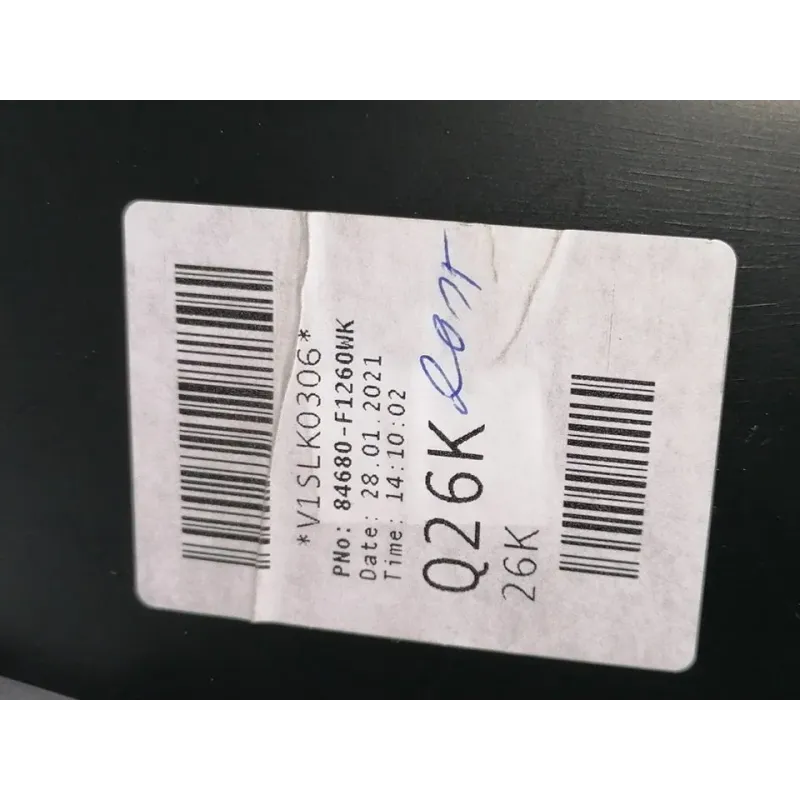 *V1SLK0306*
PNo: 84680-F1260WK
Date: 28.01.2021
Time: 14:10:02
Q26K
26K